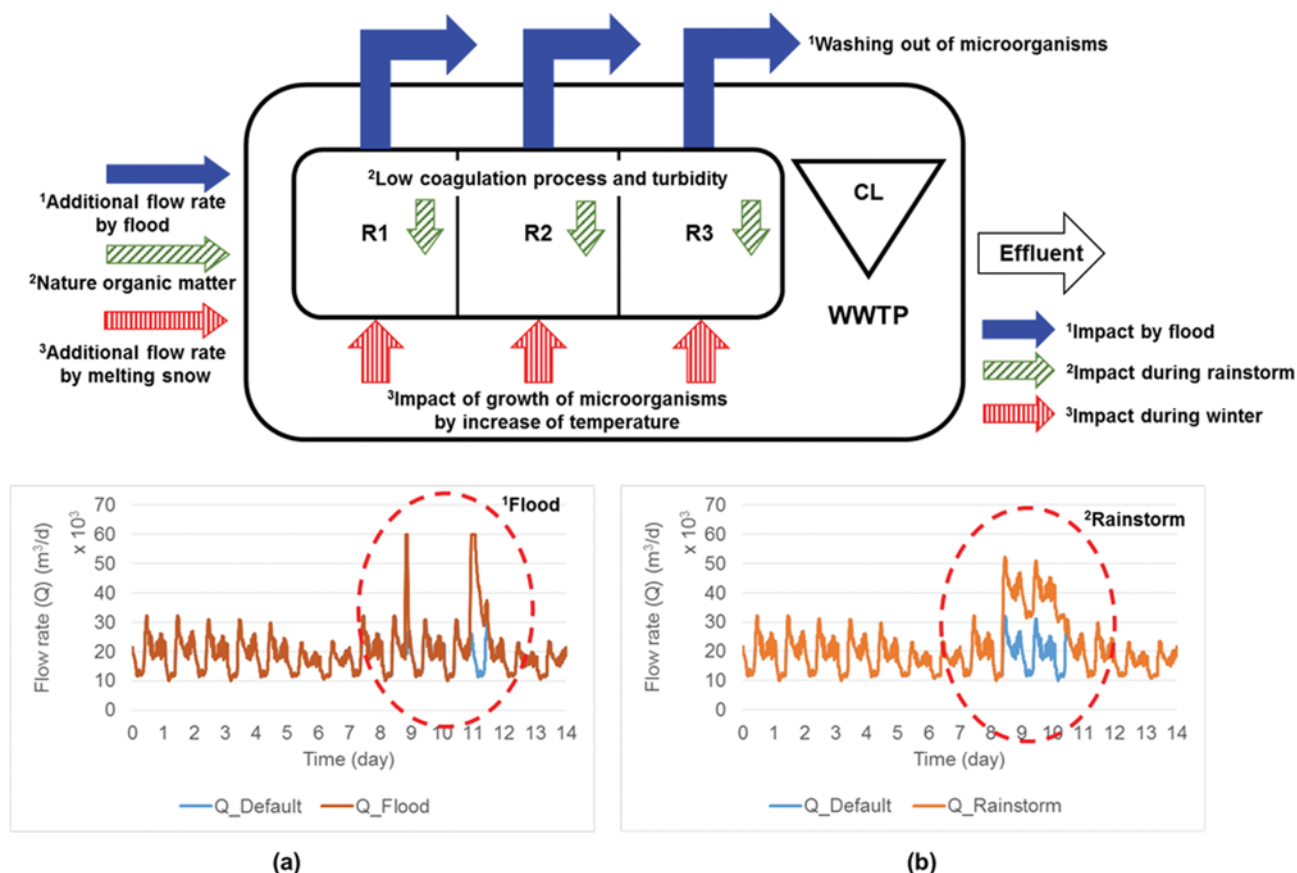 ¹Washing out of microorganisms
¹Additional flow rate
by flood
²Nature organic matter
³Additional flow rate
by melting snow
²Low coagulation process and turbidity
R1
R2
R3
CL
WWTP
³Impact of growth of microorganisms
by increase of temperature
Effluent
¹Impact by flood
²Impact during rainstorm
³Impact during winter
¹Flood
Flow rate (Q) (m³/d)
x 10³
70
60
50
40
30
20
10
0
0 1 2 3 4 5 6 7 8 9 10 11 12 13 14
Time (day)
Q_Default Q_Flood
(a)
²Rainstorm
Flow rate (Q) (m³/d)
x 10³
70
60
50
40
30
20
10
0
0 1 2 3 4 5 6 7 8 9 10 11 12 13 14
Time (day)
Q_Default Q_Rainstorm
(b)